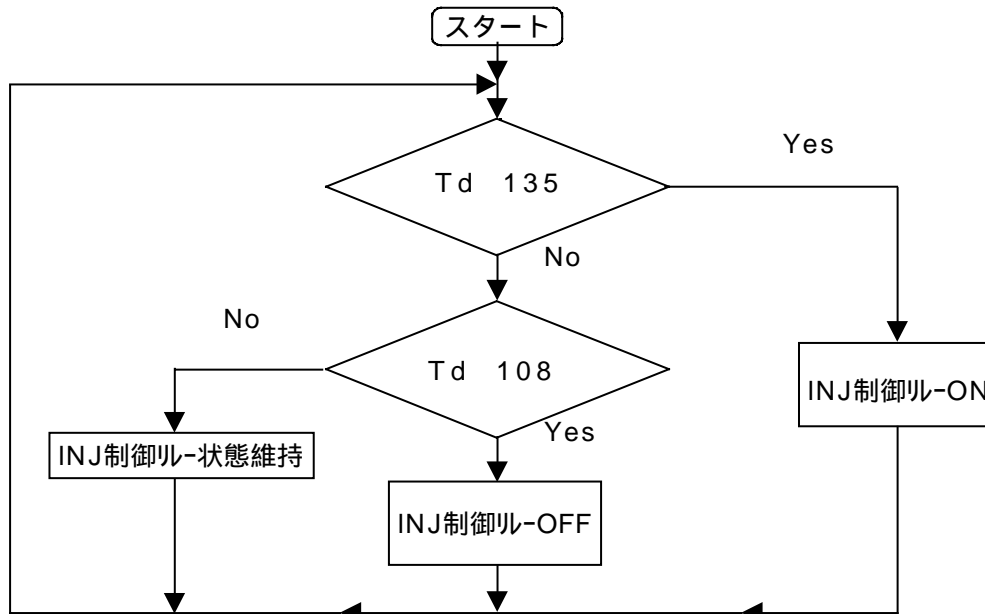 スタート
Yes
Td 135
No
No
Td 108
INJ制御リレーON
Yes
INJ制御リレー状態維持
INJ制御リレーOFF